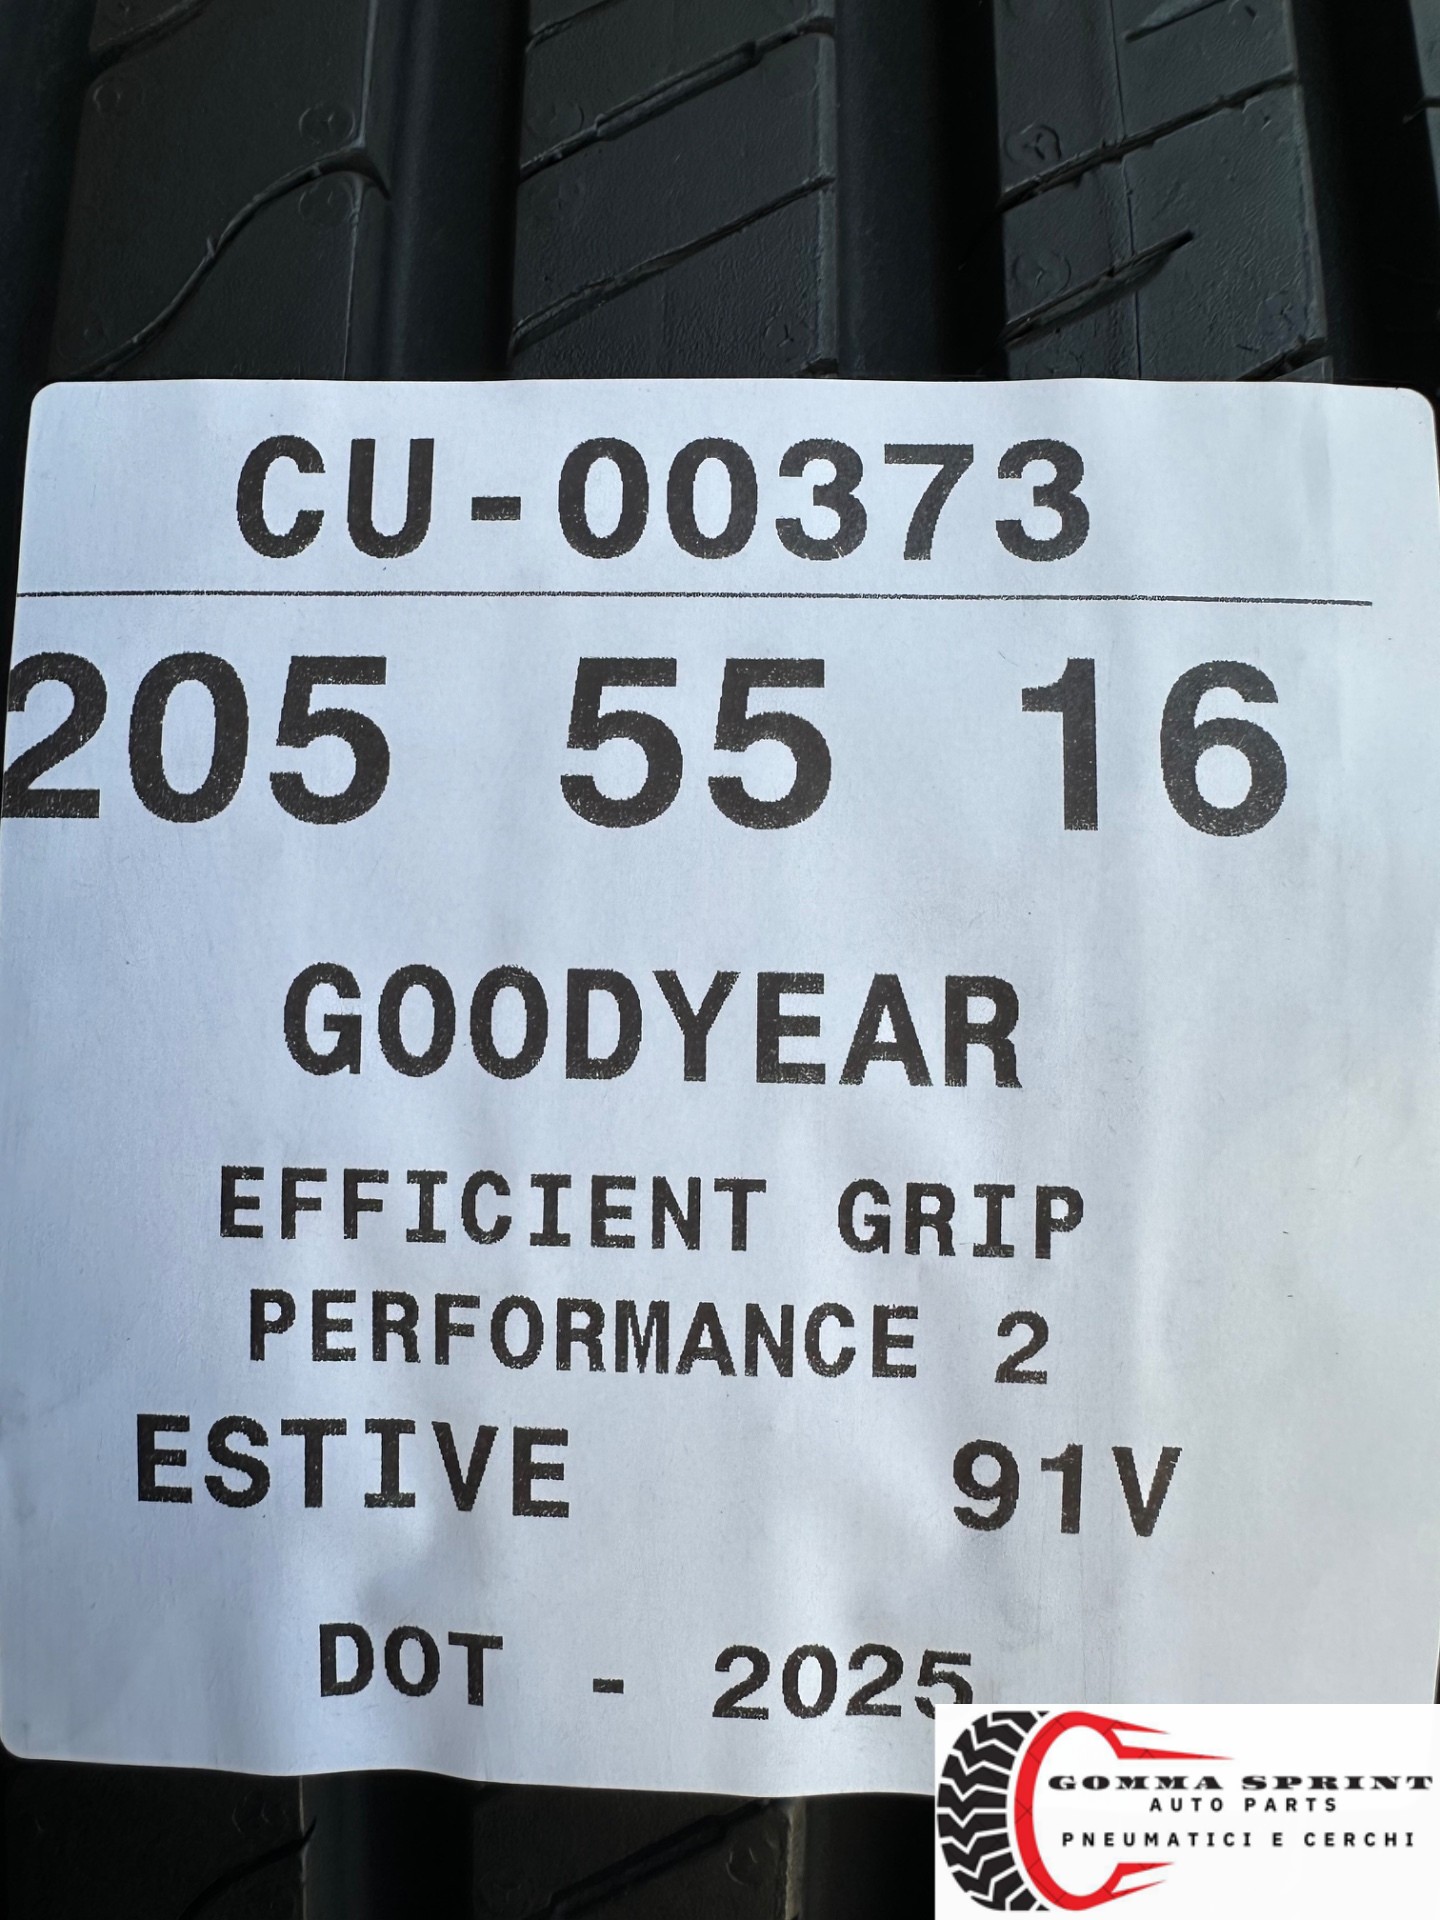 CU-00373
205 55 16
GOODYEAR
EFFICIENT GRIP
PERFORMANCE 2
ESTIVE 91V
DOT - 2025
GOMMA SPRINT
AUTO PARTS
PNEUMATICI E CERCHI